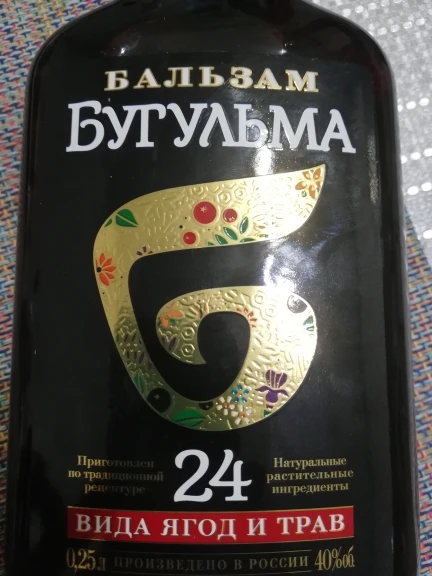 БАЛЬЗАМ
БУГУЛЬМА
Приготовлен
по традиционной
рецептуре
24
Натуральные
растительные
ингредиенты
ВИДА ЯГОД И ТРАВ
0,25л ПРОИЗВЕДЕНО В РОССИИ 40%об.